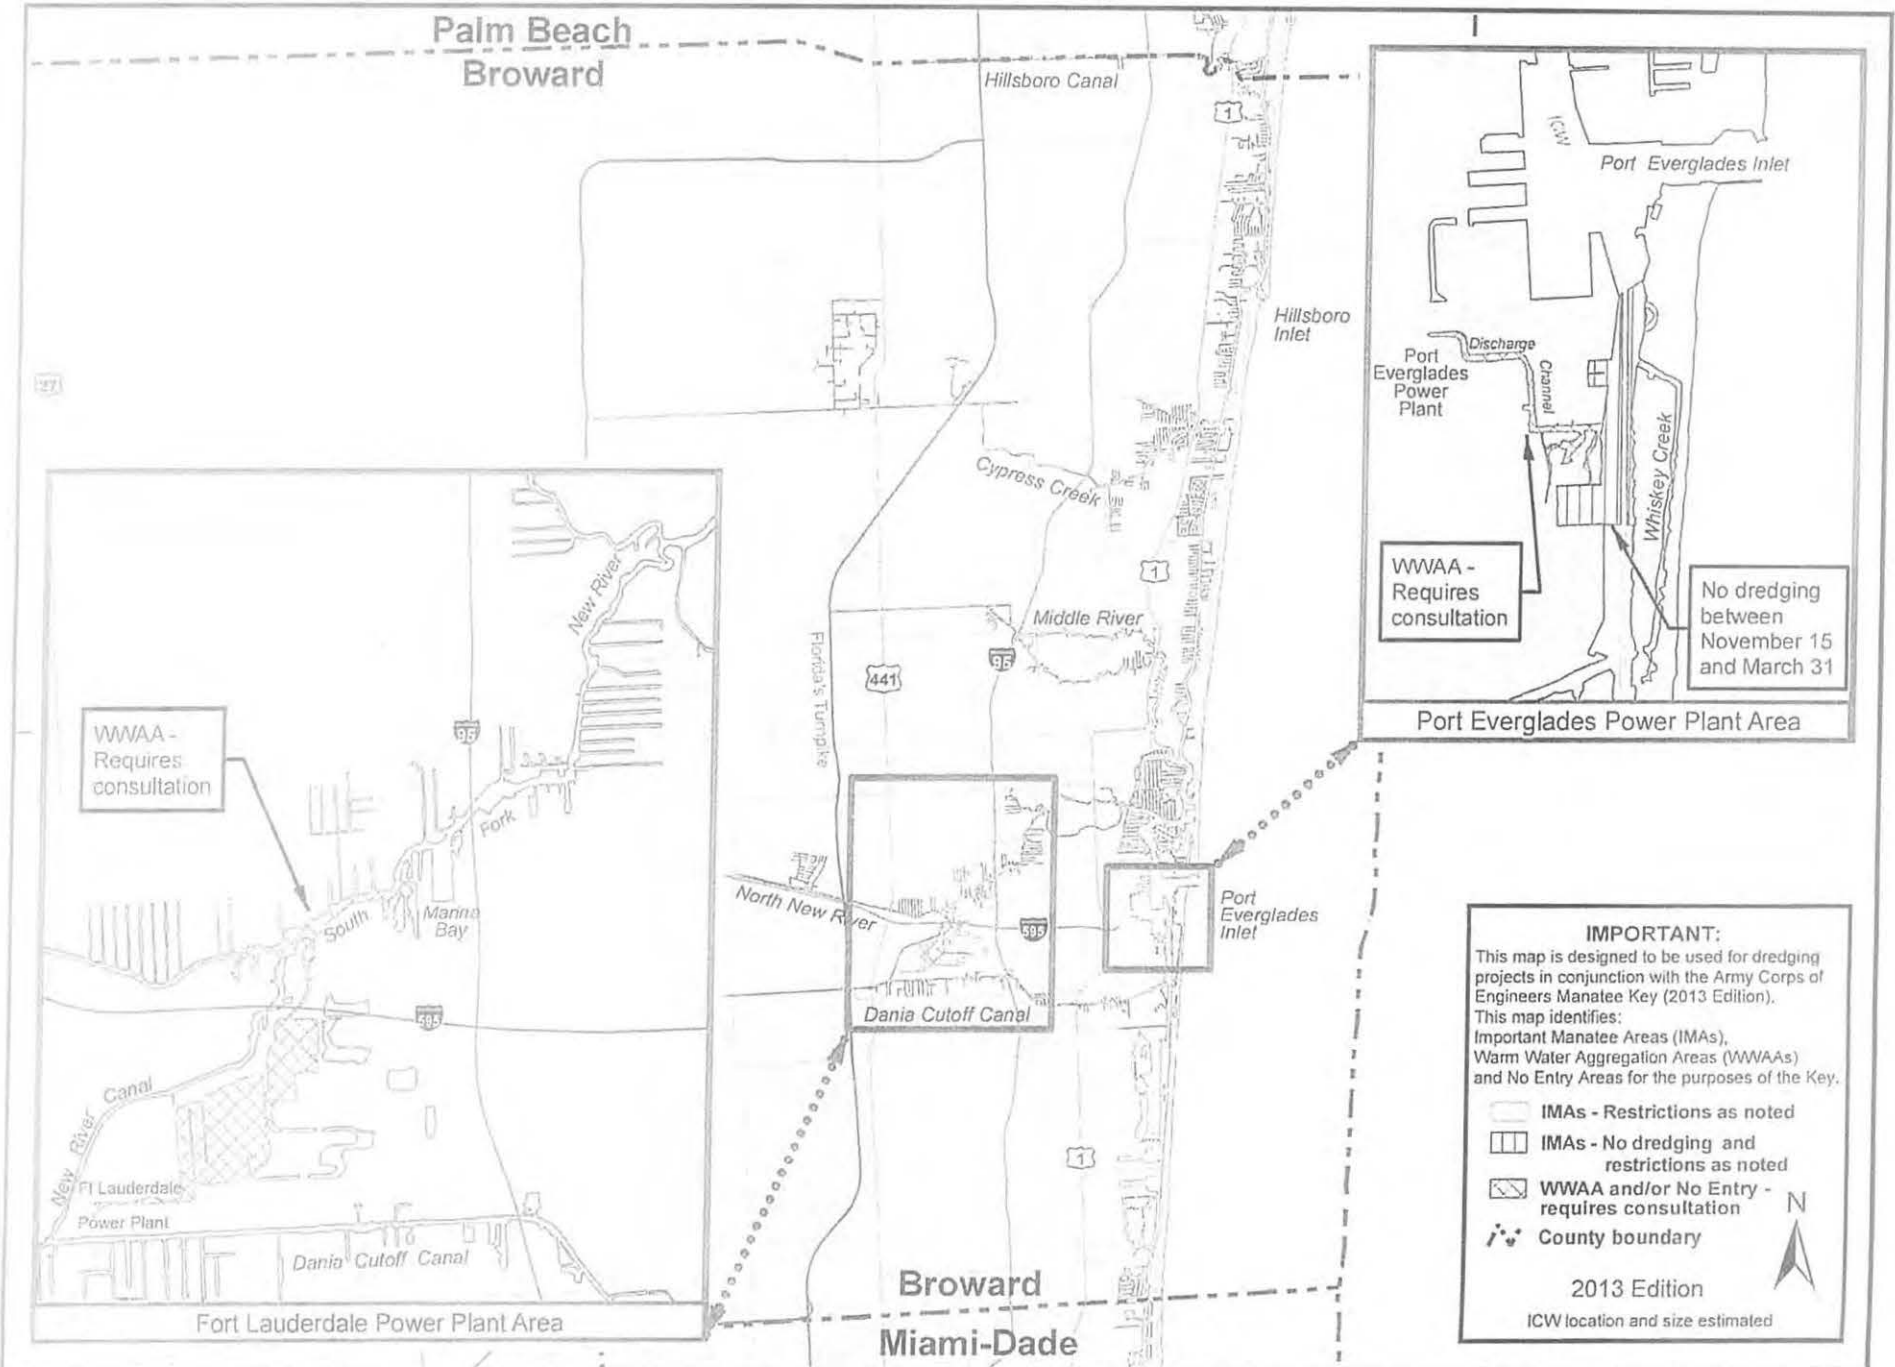 Palm Beach
Broward
Hillsboro Canal
1
27
Hillsboro
Inlet
Cypress Creek
1
Middle River
95
441
Florida's Turnpike
North New River
595
Port
Everglades
Inlet
Dania Cutoff Canal
1
Broward
Miami-Dade
ICW
Port Everglades Inlet
Discharge
Channel
Port
Everglades
Power
Plant
Whiskey Creek
WWAA -
Requires
consultation
No dredging
between
November 15
and March 31
Port Everglades Power Plant Area
New River
WWAA -
Requires
consultation
95
Fork
South
Marina
Bay
595
New River Canal
Ft Lauderdale
Power Plant
Dania Cutoff Canal
Fort Lauderdale Power Plant Area
IMPORTANT:
This map is designed to be used for dredging
projects in conjunction with the Army Corps of
Engineers Manatee Key (2013 Edition).
This map identifies:
Important Manatee Areas (IMAs),
Warm Water Aggregation Areas (WWAAs)
and No Entry Areas for the purposes of the Key.
IMAs - Restrictions as noted
IMAs - No dredging and
restrictions as noted
WWAA and/or No Entry -
requires consultation
N
County boundary
2013 Edition
ICW location and size estimated